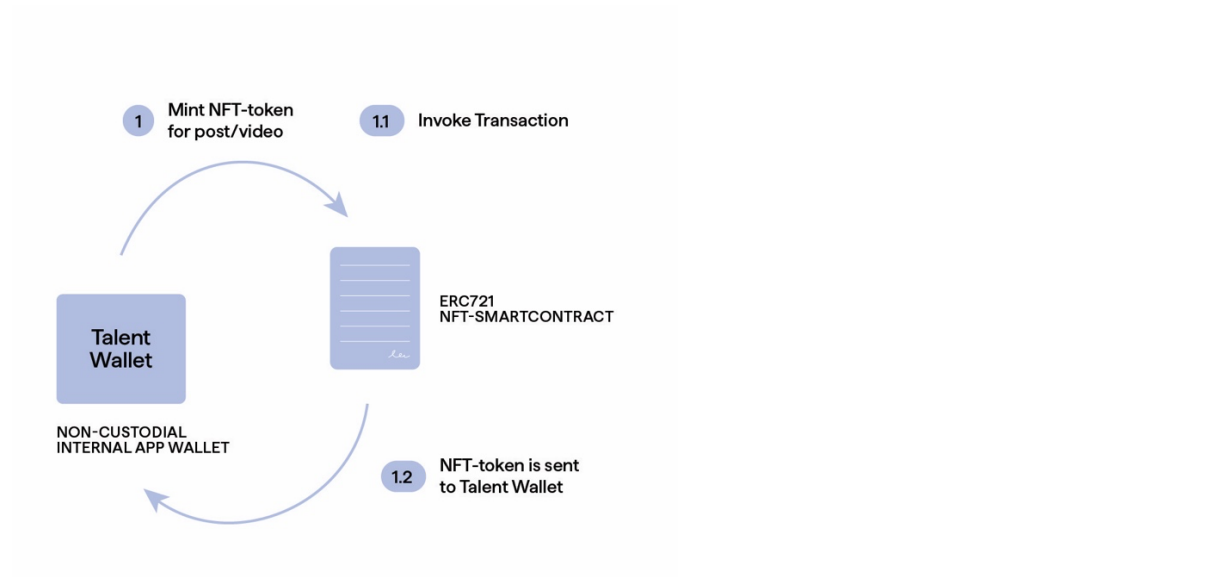 1
Mint NFT-token
for post/video
1.1
Invoke Transaction
Talent
Wallet
ERC721
NFT-SMARTCONTRACT
NON-CUSTODIAL
INTERNAL APP WALLET
1.2
NFT-token is sent
to Talent Wallet